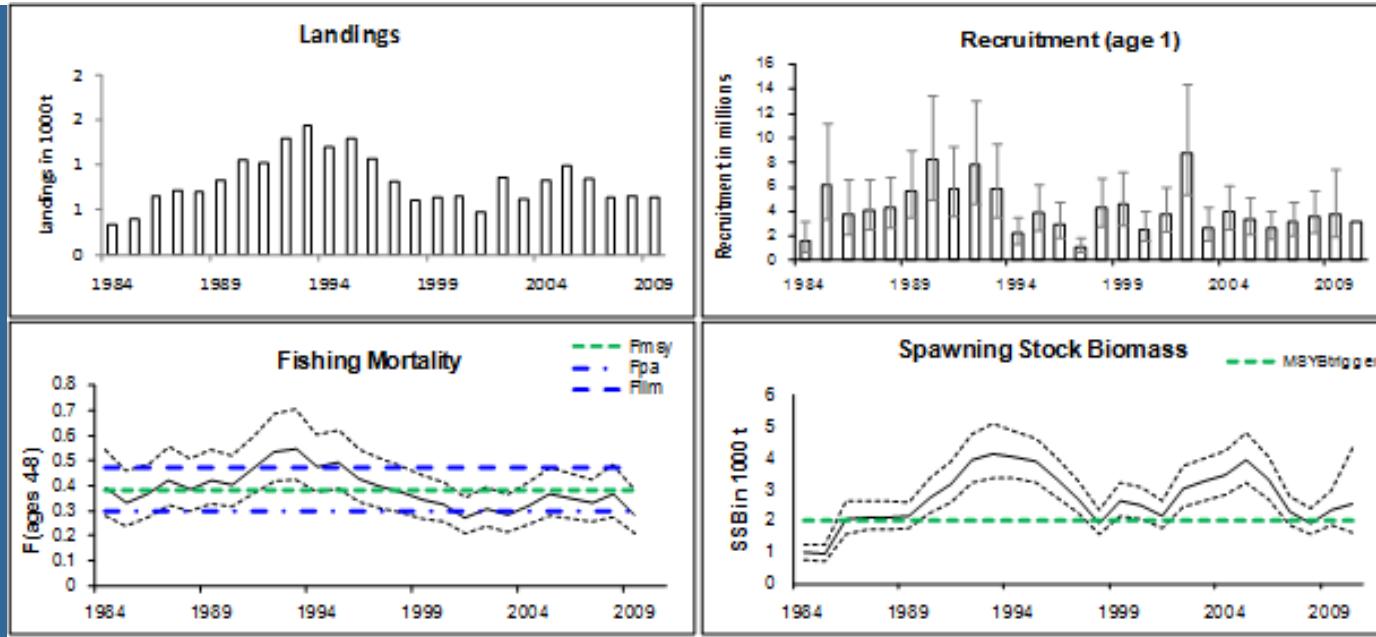 Landings
Landings in 1000 t
2
2
1
1
0
1984 1989 1994 1999 2004 2009
Recruitment (age 1)
Recruitment in millions
16
14
12
10
8
6
4
2
0
1984 1989 1994 1999 2004 2009
Fishing Mortality
Fmsy
Fpa
Flim
F(ages 4-8)
0.8
0.7
0.6
0.5
0.4
0.3
0.2
0.1
0
1984 1989 1994 1999 2004 2009
Spawning Stock Biomass
MSYBtrigger
SSB in 1000 t
6
5
4
3
2
1
0
1984 1989 1994 1999 2004 2009